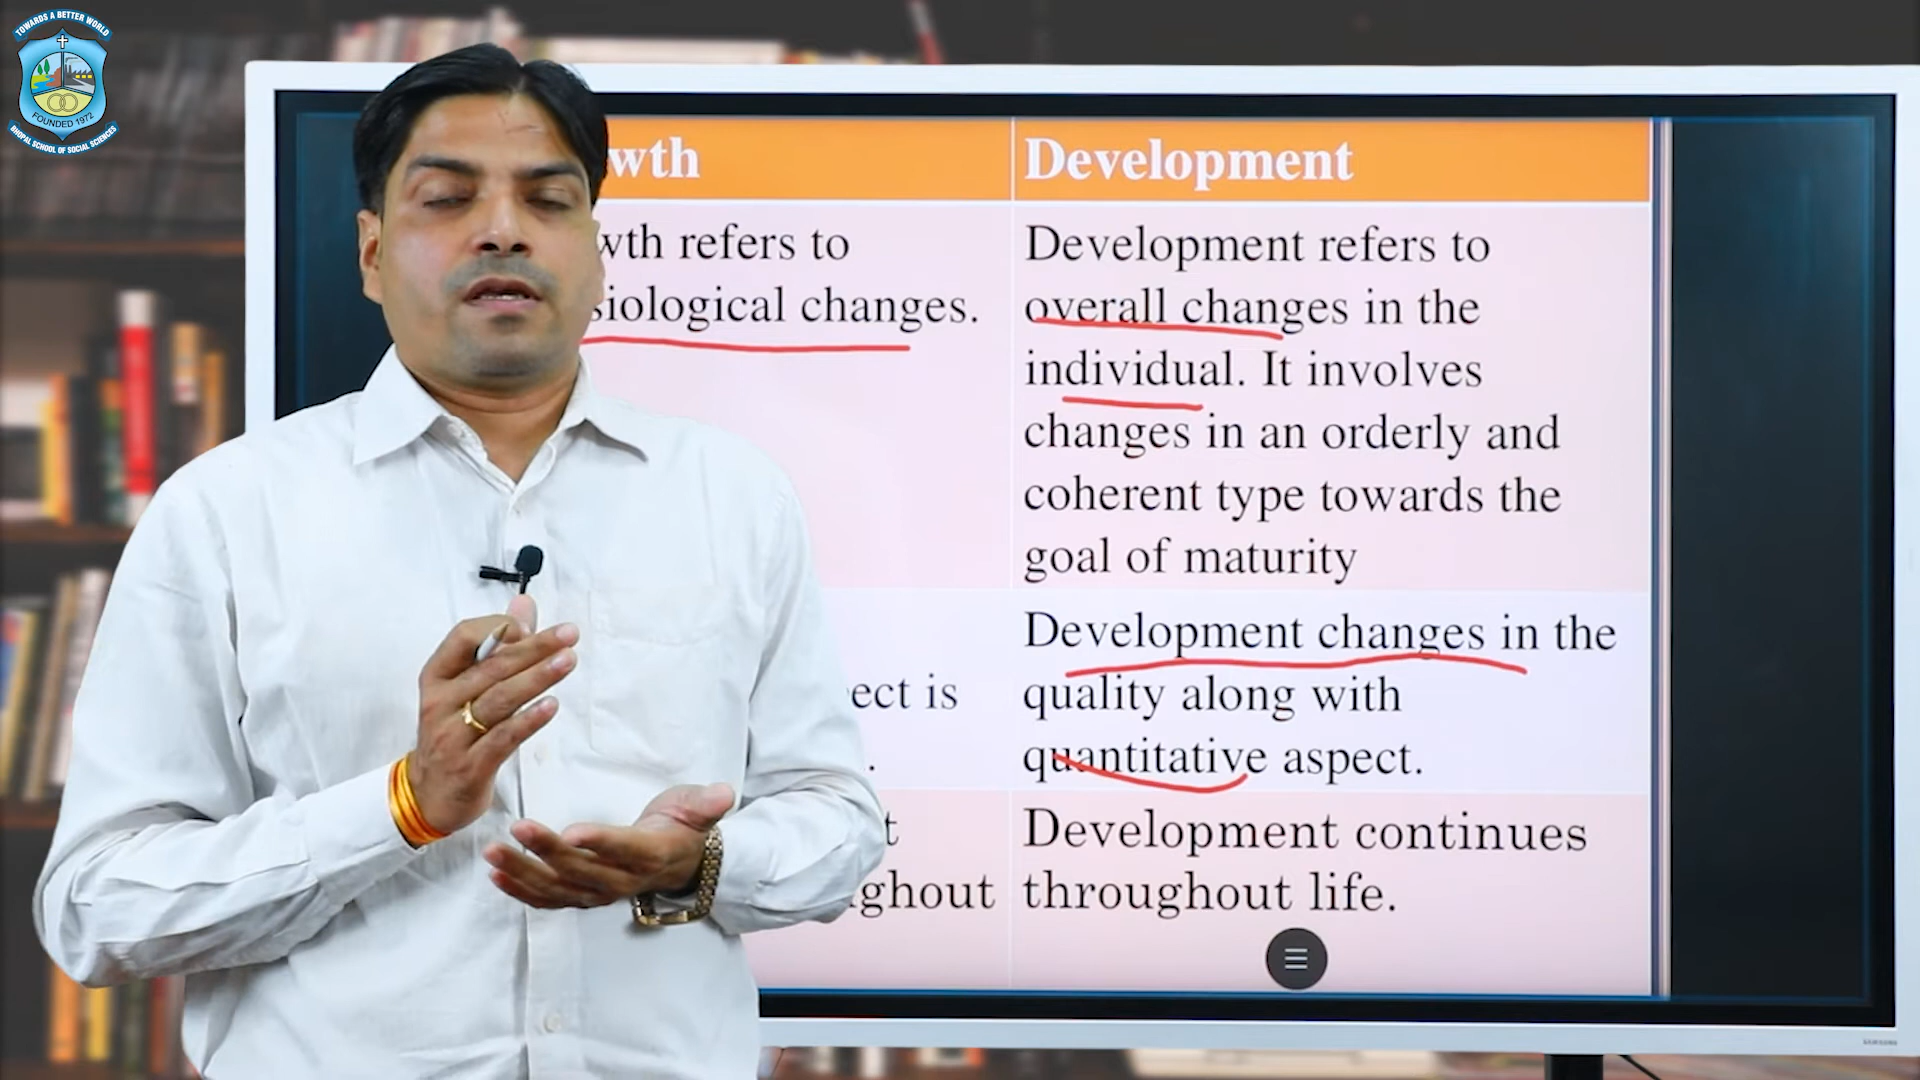 TOWARDS A BETTER WORLD
FOUNDED 1972
BHOPAL SCHOOL OF SOCIAL SCIENCES
wth
wth refers to
siological changes.
ect is
.
t
ghout
Development
Development refers to
overall changes in the
individual. It involves
changes in an orderly and
coherent type towards the
goal of maturity
Development changes in the
quality along with
quantitative aspect.
Development continues
throughout life.
SAMSUNG